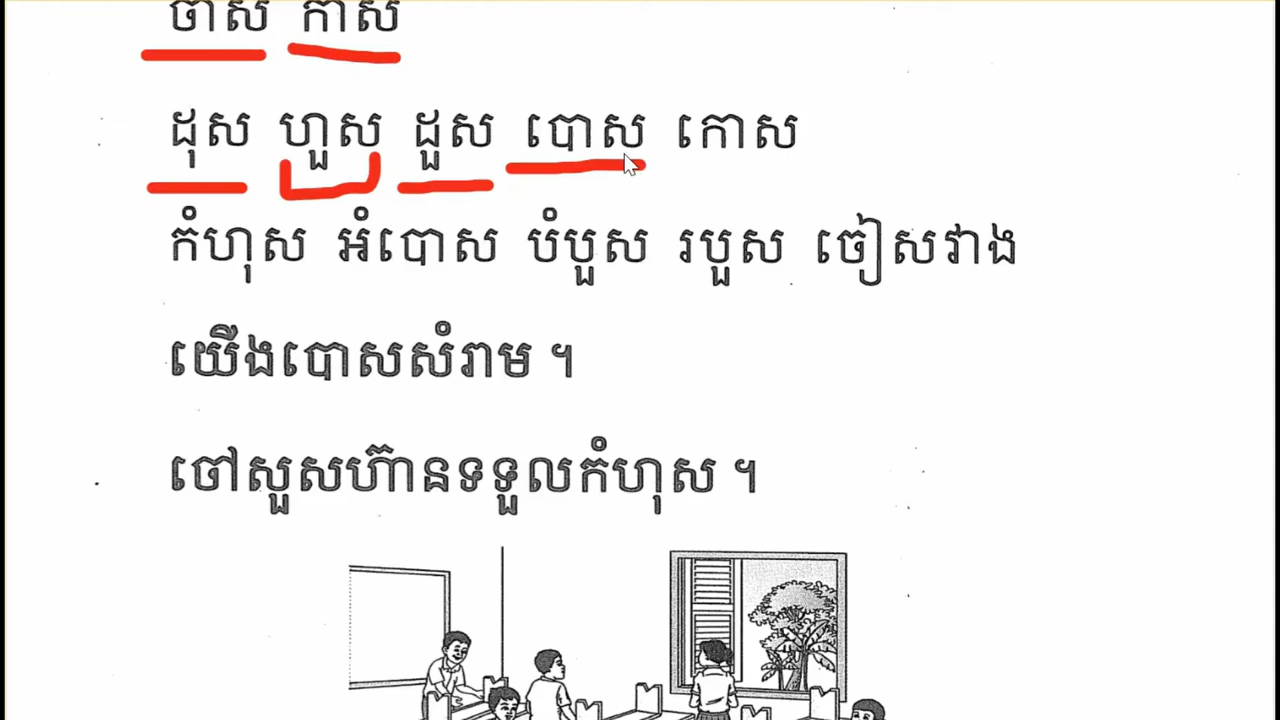 ចាស់ កាស
ដុស ហួស ដួស បោស កោស
កំហុស អំបោស បំបួស របួស ចៀសវាង
យើងបោសសំរាម ។
ចៅសួសហ៊ានទទួលកំហុស ។